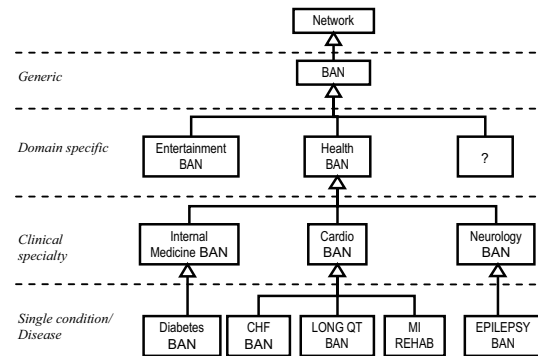 Network
Generic
BAN
Domain specific
Entertainment
BAN
Health
BAN
?
Clinical
specialty
Internal
Medicine BAN
Cardio
BAN
Neurology
BAN
Single condition/
Disease
Diabetes
BAN
CHF
BAN
LONG QT
BAN
MI
REHAB
EPILEPSY
BAN